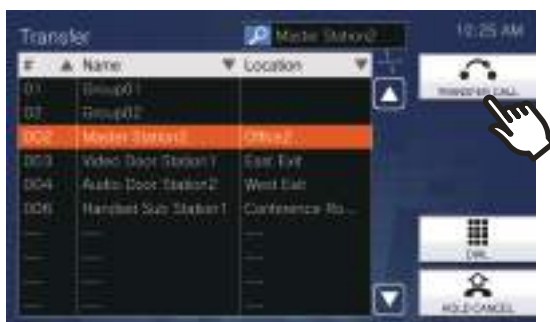 Transfer
Master Station2
10:25 AM
# Name Location
01 Group01
02 Group02
002 Master Station2 Office2
003 Video Door Station1 East Exit
004 Audio Door Station2 West Exit
006 Handset Sub Station1 Conference Ro...
--- --- ---
--- --- ---
--- --- ---
--- --- ---
TRANSFER CALL
DIAL
HOLD CANCEL